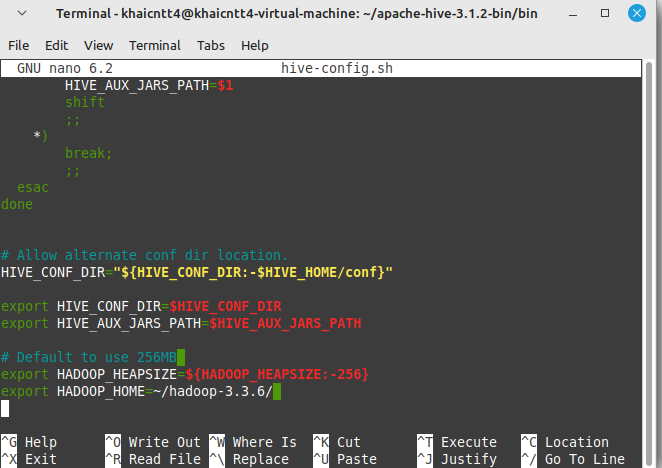 Terminal - khaicntt4@khaicntt4-virtual-machine: ~/apache-hive-3.1.2-bin/bin
File Edit View Terminal Tabs Help
GNU nano 6.2 hive-config.sh
HIVE_AUX_JARS_PATH=$1
shift
;;
*)
break;
;;
esac
done
# Allow alternate conf dir location.
HIVE_CONF_DIR="${HIVE_CONF_DIR:-$HIVE_HOME/conf}"
export HIVE_CONF_DIR=$HIVE_CONF_DIR
export HIVE_AUX_JARS_PATH=$HIVE_AUX_JARS_PATH
# Default to use 256MB
export HADOOP_HEAPSIZE=${HADOOP_HEAPSIZE:-256}
export HADOOP_HOME=~/hadoop-3.3.6/
^G Help ^O Write Out ^W Where Is ^K Cut ^T Execute ^C Location
^X Exit ^R Read File ^\ Replace ^U Paste ^J Justify ^/ Go To Line